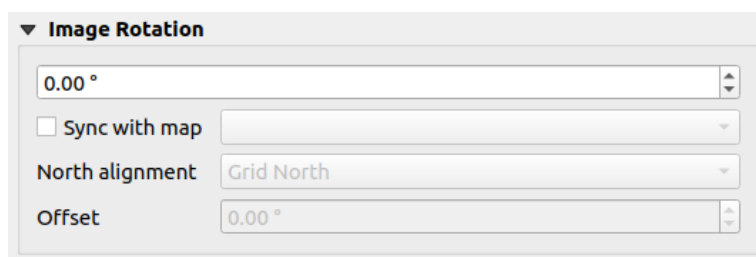 Image Rotation
0.00 °
Sync with map
North alignment Grid North
Offset 0.00 °